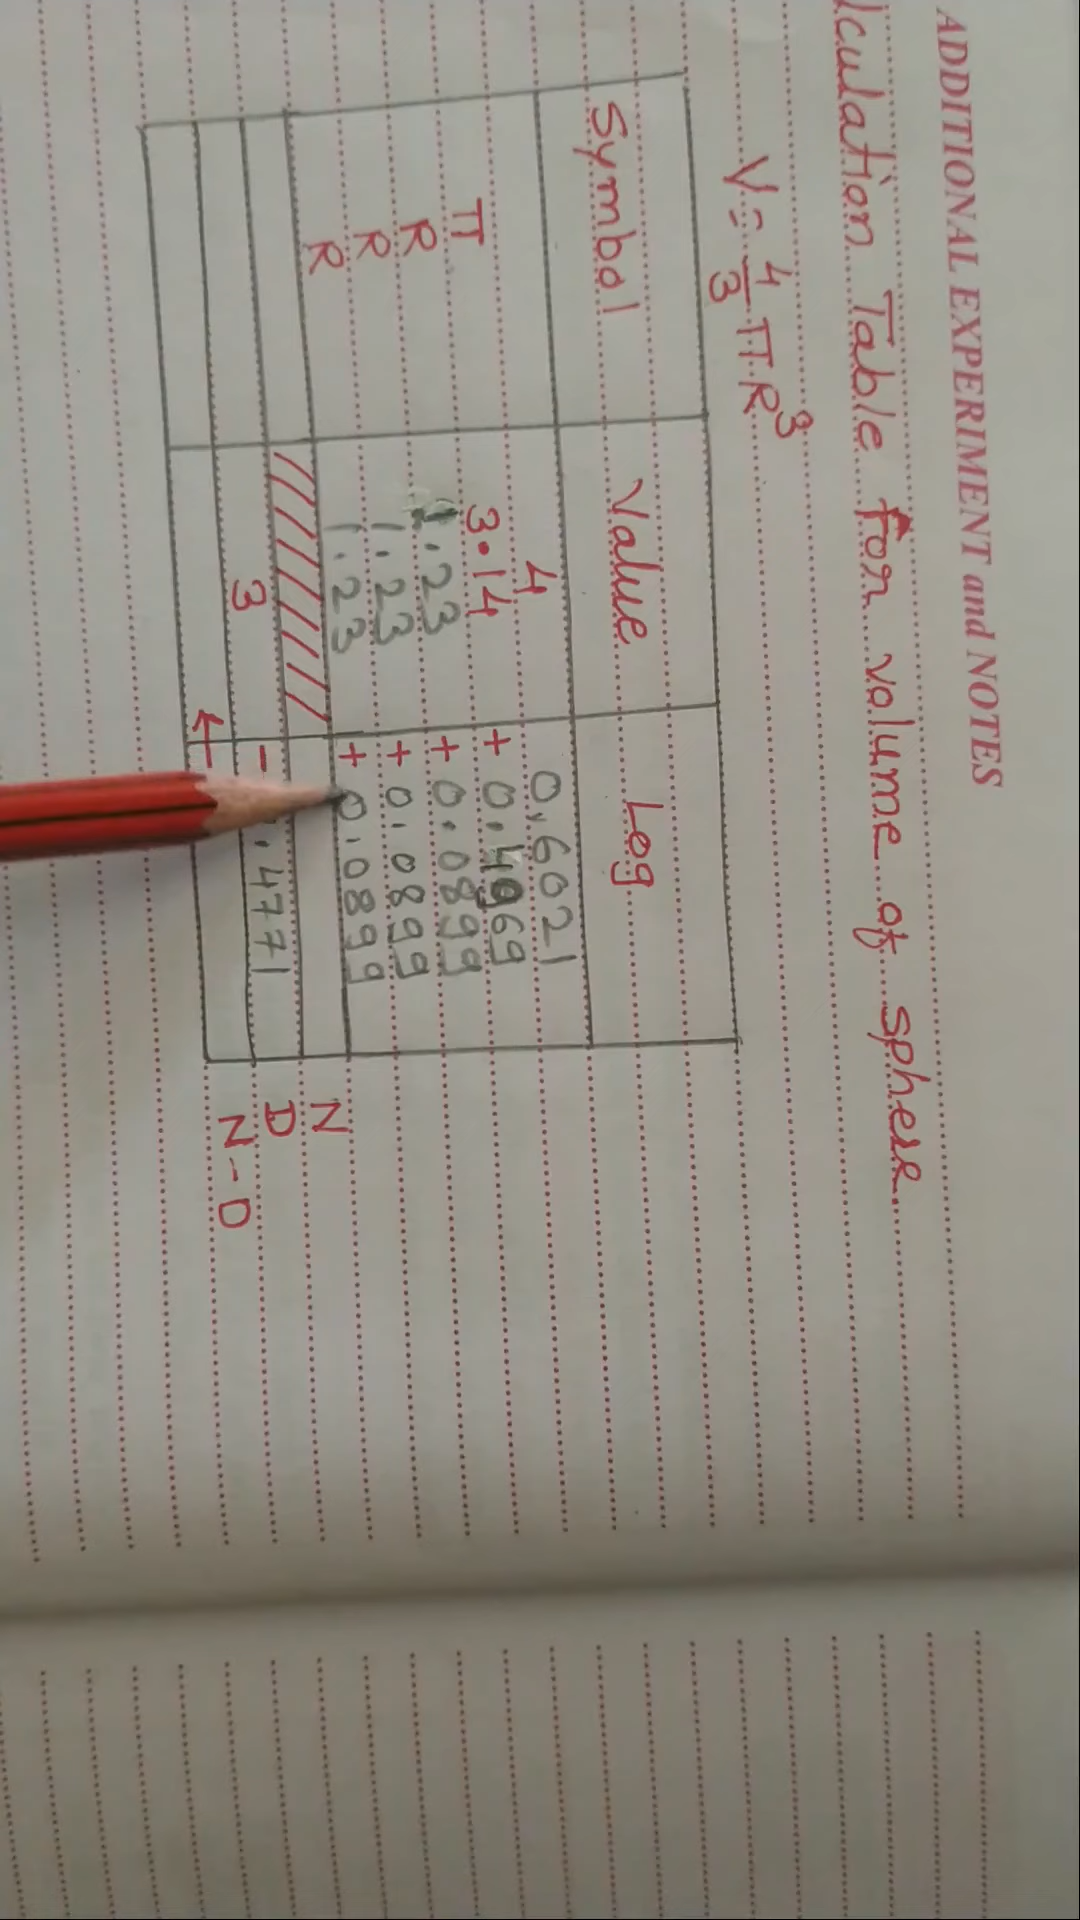 ADDITIONAL EXPERIMENT and NOTES
lculation Table for volume of sphere.
V = 4/3 π R³
Symbol Value Log
4 0.6021
π 3.14 + 0.4969
R 1.23 + 0.0899
R 1.23 + 0.0899
R 1.23 + 0.0899
N
3 - .4771 D
← N-D